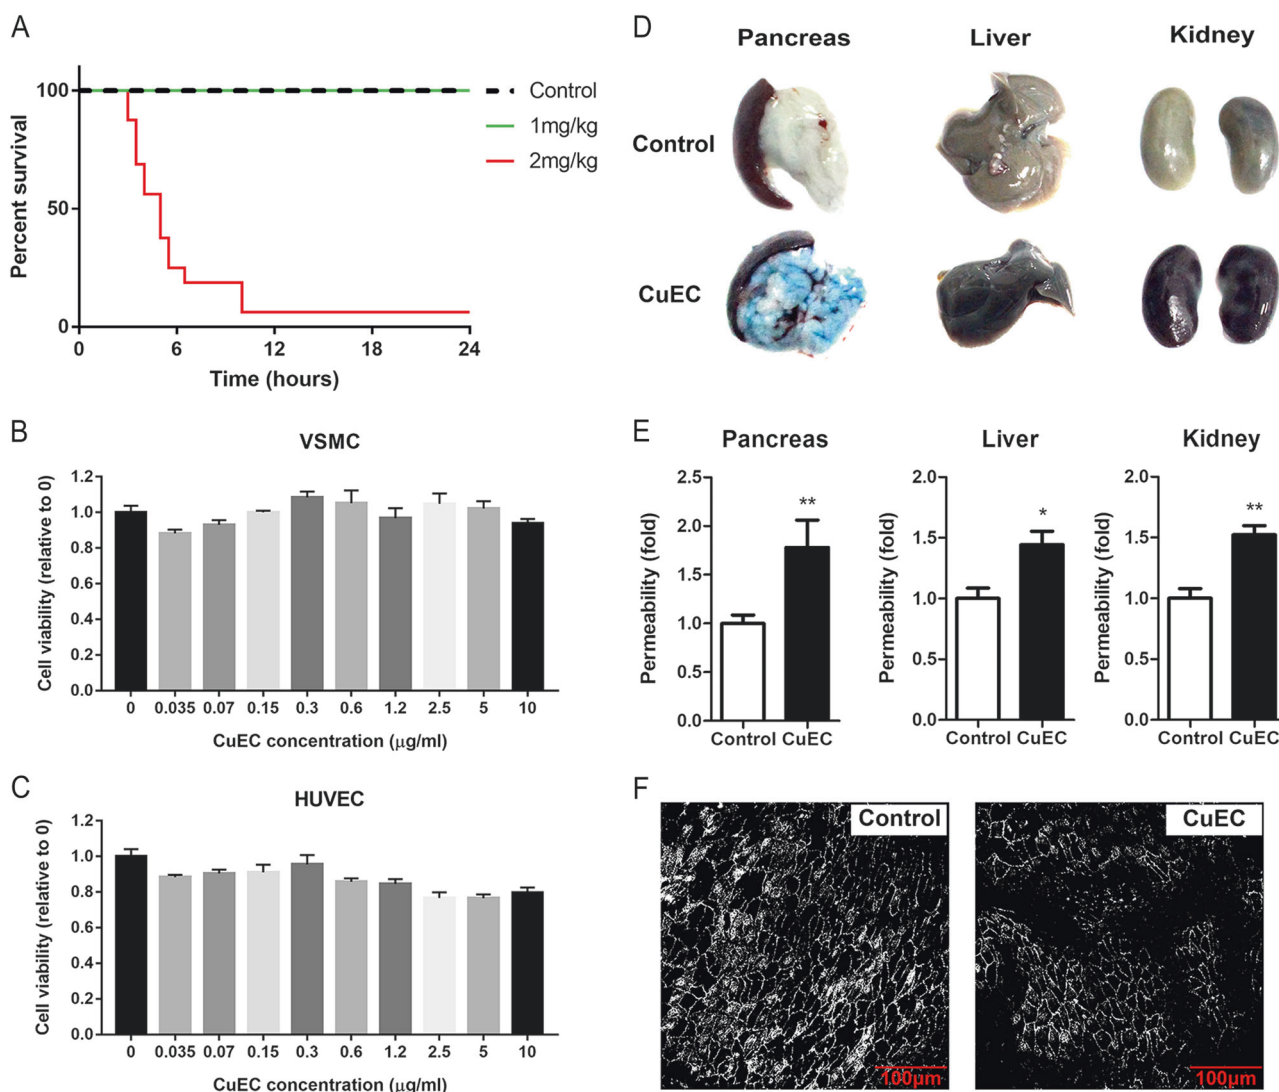 A
Percent survival
100
50
0
0 6 12 18 24
Time (hours)
Control
1mg/kg
2mg/kg
B
VSMC
Cell viability (relative to 0)
1.2
1.0
0.8
0.6
0.4
0.2
0.0
0 0.035 0.07 0.15 0.3 0.6 1.2 2.5 5 10
CuEC concentration (μg/ml)
C
HUVEC
Cell viability (relative to 0)
1.2
1.0
0.8
0.6
0.4
0.2
0.0
0 0.035 0.07 0.15 0.3 0.6 1.2 2.5 5 10
CuEC concentration (μg/ml)
D
Pancreas Liver Kidney
Control
CuEC
E
Pancreas
Permeability (fold)
2.5
2.0
1.5
1.0
0.5
0.0
**
Control CuEC
Liver
Permeability (fold)
2.0
1.5
1.0
0.5
0.0
*
Control CuEC
Kidney
Permeability (fold)
2.0
1.5
1.0
0.5
0.0
**
Control CuEC
F
Control
100μm
CuEC
100μm